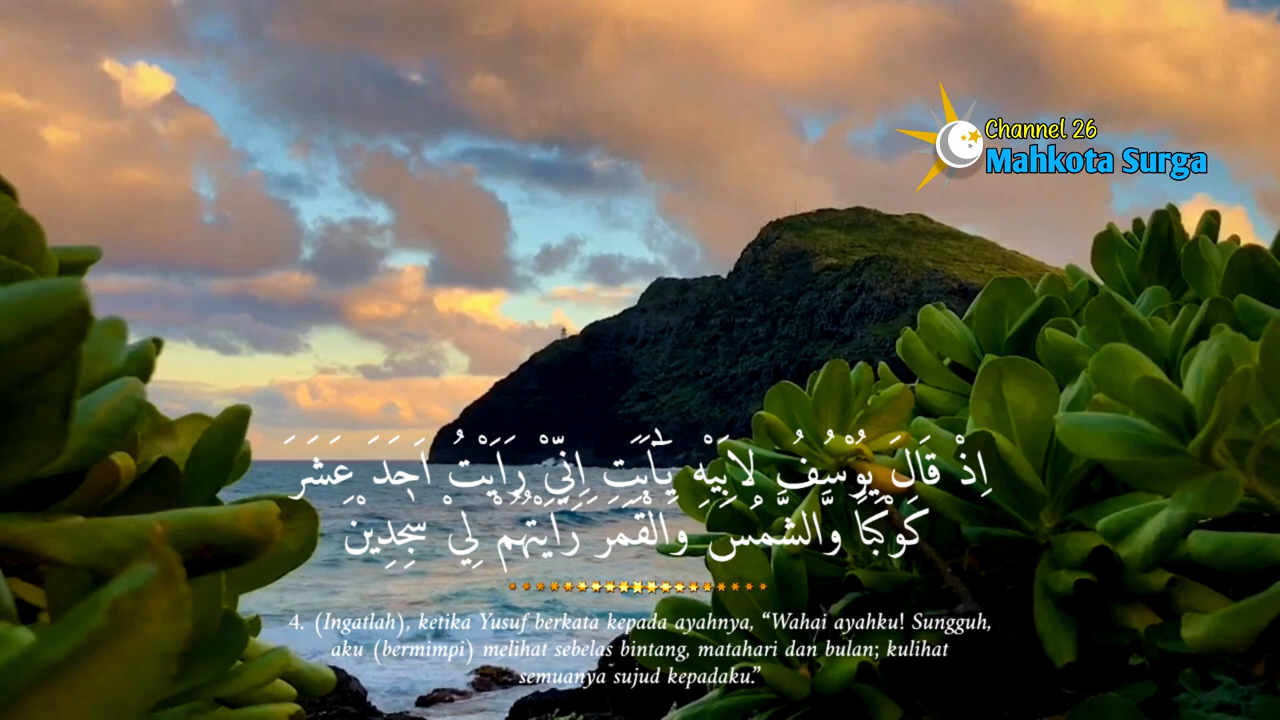 Channel 26
Mahkota Surga
اِذْ قَالَ يُوْسُفُ لِاَبِيْهِ يٰٓاَبَتِ اِنِّيْ رَاَيْتُ اَحَدَ عَشَرَ
كَوْكَبًا وَّالشَّمْسَ وَالْقَمَرَ رَاَيْتُهُمْ لِيْ سٰجِدِيْنَ
4. (Ingatlah), ketika Yusuf berkata kepada ayahnya, “Wahai ayahku! Sungguh,
aku (bermimpi) melihat sebelas bintang, matahari dan bulan; kulihat
semuanya sujud kepadaku.”